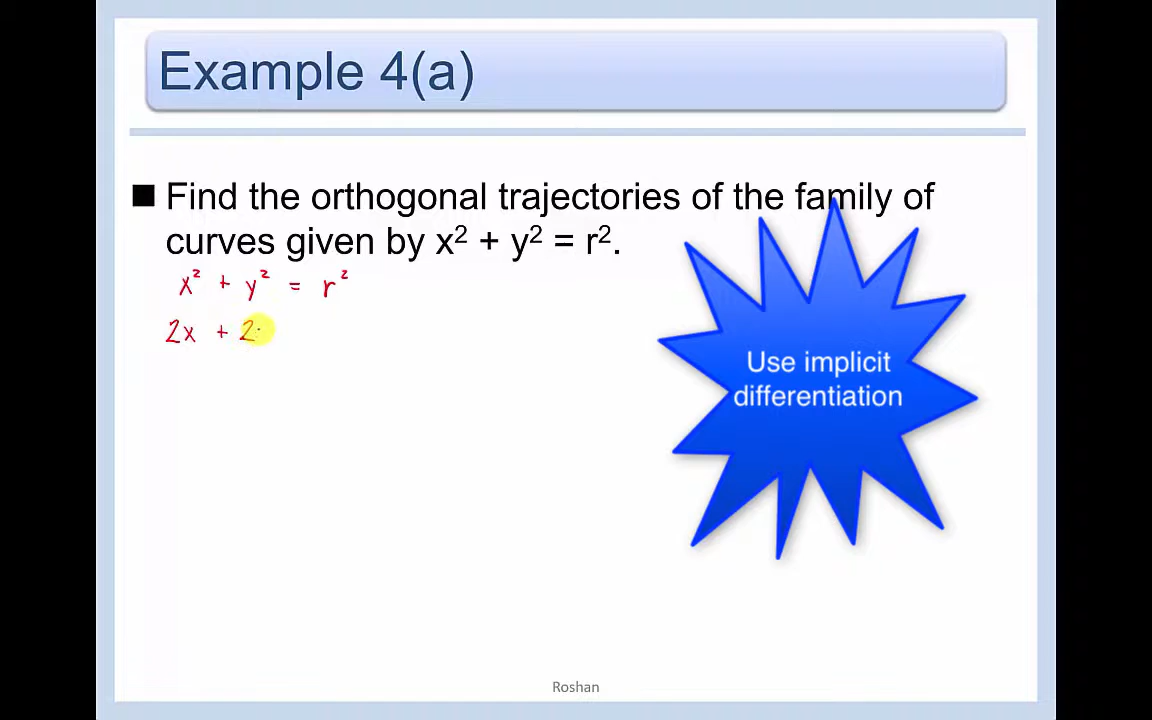 Example 4(a)
Find the orthogonal trajectories of the family of
curves given by x² + y² = r².
x² + y² = r²
2x + 2
Use implicit
differentiation
Roshan